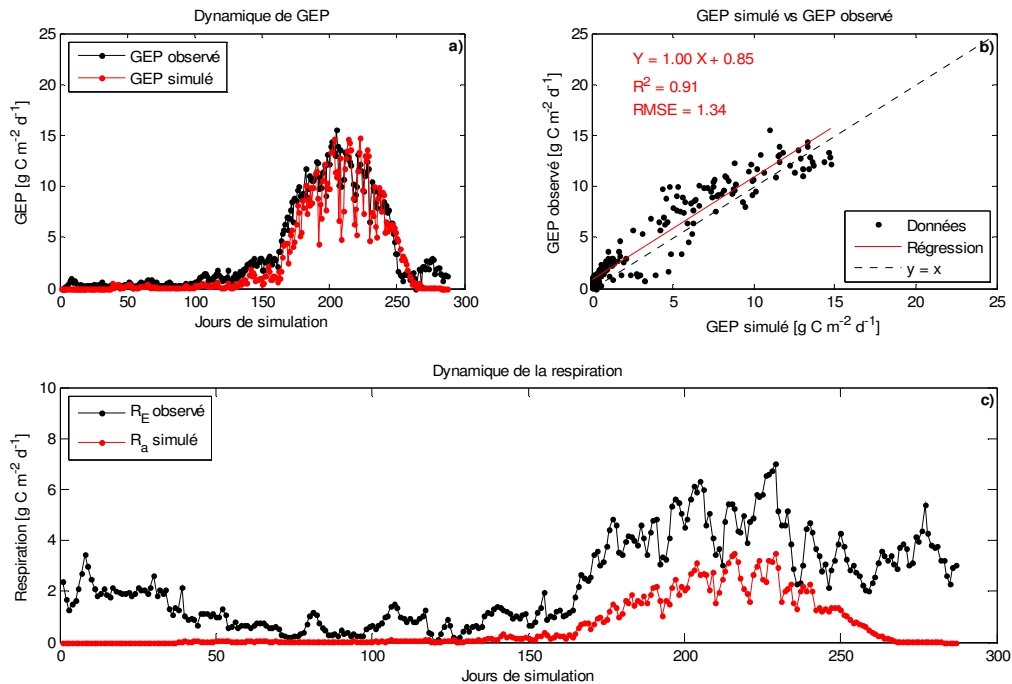 Dynamique de GEP
25
20
15
10
5
0
GEP [g C m-2 d-1]
a)
GEP observé
GEP simulé
0 50 100 150 200 250 300
Jours de simulation
GEP simulé vs GEP observé
25
20
15
10
5
0
GEP observé [g C m-2 d-1]
b)
Y = 1.00 X + 0.85
R2 = 0.91
RMSE = 1.34
Données
Régression
y = x
0 5 10 15 20 25
GEP simulé [g C m-2 d-1]
Dynamique de la respiration
10
8
6
4
2
0
Respiration [g C m-2 d-1]
c)
RE observé
Ra simulé
0 50 100 150 200 250 300
Jours de simulation